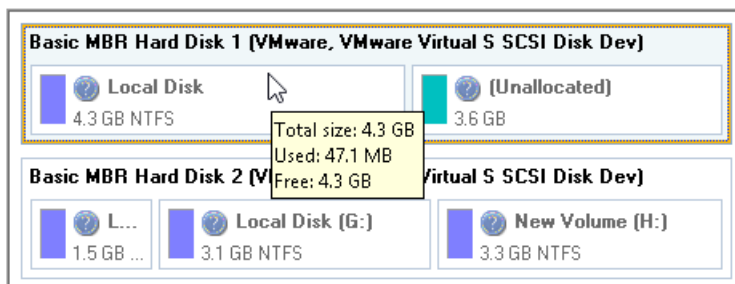 Basic MBR Hard Disk 1 (VMware, VMware Virtual S SCSI Disk Dev)
Local Disk
4.3 GB NTFS
(Unallocated)
3.6 GB
Total size: 4.3 GB
Used: 47.1 MB
Free: 4.3 GB
Basic MBR Hard Disk 2 (V Virtual S SCSI Disk Dev)
L...
1.5 GB ...
Local Disk (G:)
3.1 GB NTFS
New Volume (H:)
3.3 GB NTFS